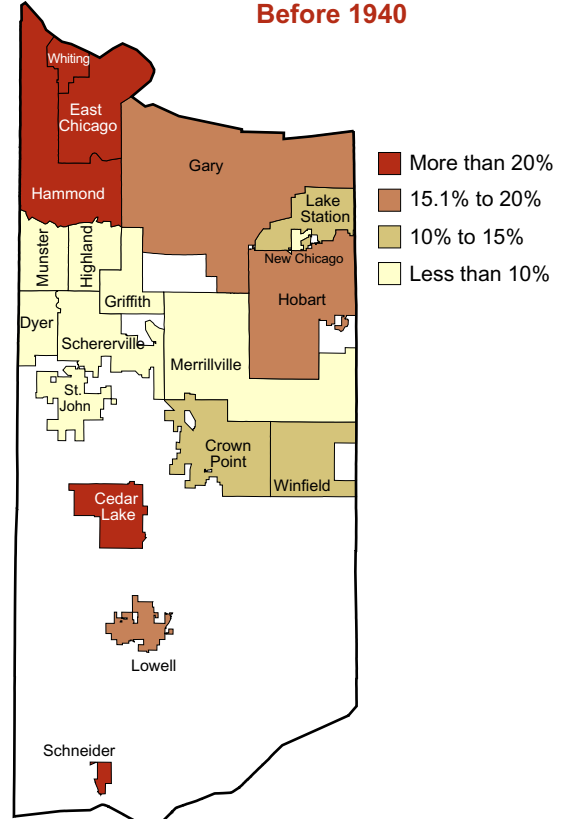 Before 1940
Whiting
East
Chicago
Hammond
Gary
Lake
Station
New Chicago
Hobart
Munster
Highland
Griffith
Dyer
Schererville
Merrillville
St.
John
Crown
Point
Winfield
Cedar
Lake
Lowell
Schneider
More than 20%
15.1% to 20%
10% to 15%
Less than 10%